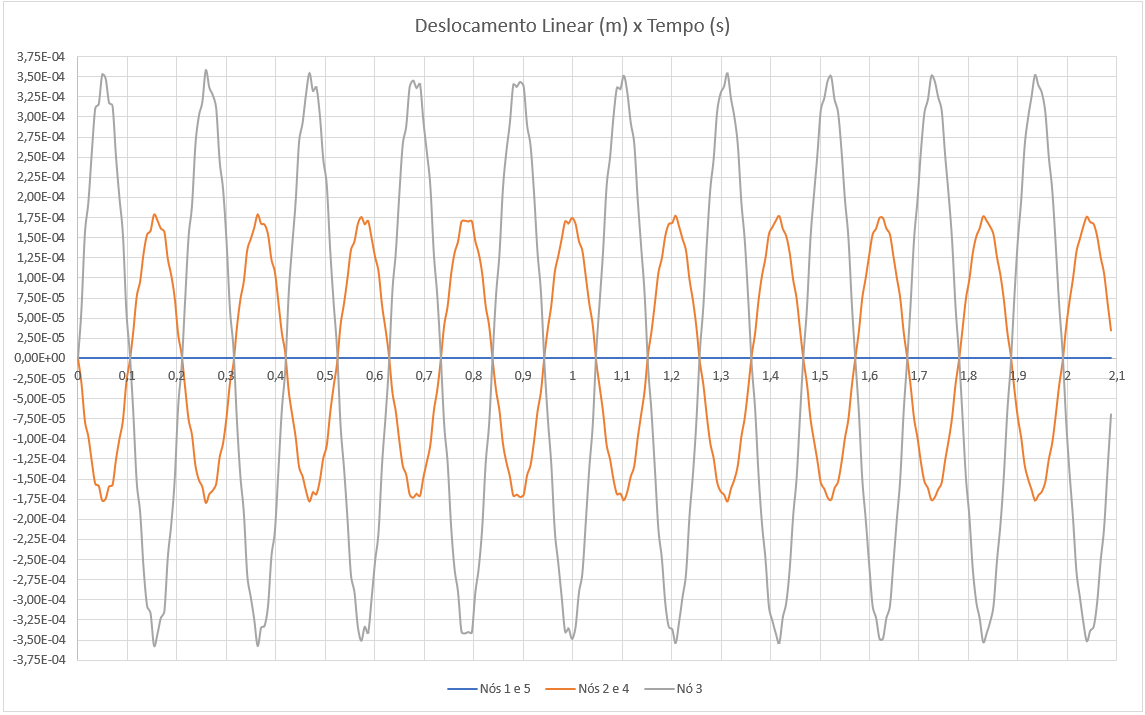 Deslocamento Linear (m) x Tempo (s)
3,75E-04
3,50E-04
3,25E-04
3,00E-04
2,75E-04
2,50E-04
2,25E-04
2,00E-04
1,75E-04
1,50E-04
1,25E-04
1,00E-04
7,50E-05
5,00E-05
2,50E-05
0,00E+00
-2,50E-05
-5,00E-05
-7,50E-05
-1,00E-04
-1,25E-04
-1,50E-04
-1,75E-04
-2,00E-04
-2,25E-04
-2,50E-04
-2,75E-04
-3,00E-04
-3,25E-04
-3,50E-04
-3,75E-04
0 0,1 0,2 0,3 0,4 0,5 0,6 0,7 0,8 0,9 1 1,1 1,2 1,3 1,4 1,5 1,6 1,7 1,8 1,9 2 2,1
Nós 1 e 5 Nós 2 e 4 Nó 3